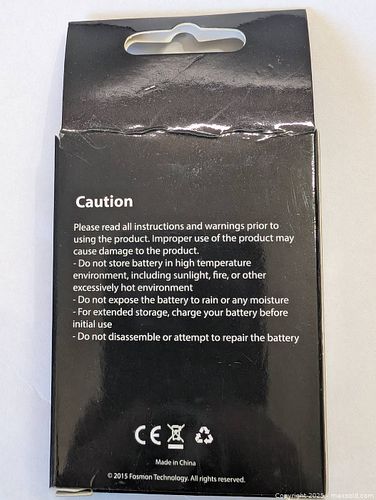 Caution
Please read all instructions and warnings prior to
using the product. Improper use of the product may
cause damage to the product.
- Do not store battery in high temperature
environment, including sunlight, fire, or other
excessively hot environment
- Do not expose the battery to rain or any moisture
- For extended storage, charge your battery before
initial use
- Do not disassemble or attempt to repair the battery
CE
Made in China
© 2015 Fosmon Technology. All rights reserved.
Copyright 2025 - maxsold.com